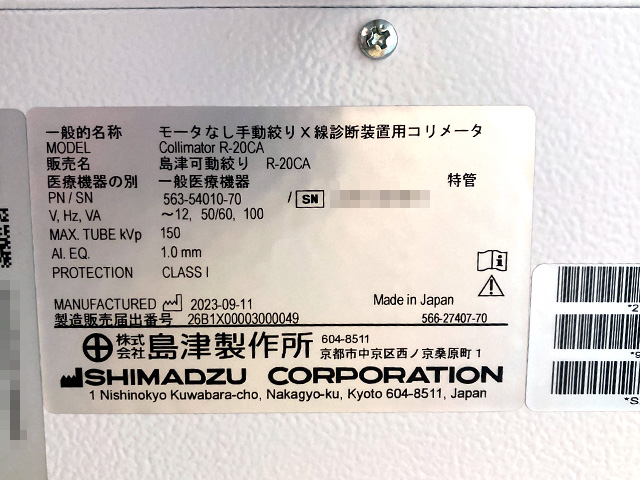 一般的名称 モータなし手動絞りX線診断装置用コリメータ
MODEL Collimator R-20CA
販売名 島津可動絞り R-20CA
医療機器の別 一般医療機器 特管
PN / SN 563-54010-70 / SN
V, Hz, VA ～12, 50/60, 100
MAX. TUBE kVp 150
Al. EQ. 1.0 mm
PROTECTION CLASS I
MANUFACTURED 2023-09-11 Made in Japan
製造販売届出番号 26B1X00003000049 566-27407-70
株式会社 島津製作所 604-8511
京都市中京区西ノ京桑原町1
SHIMADZU CORPORATION
1 Nishinokyo Kuwabara-cho, Nakagyo-ku, Kyoto 604-8511, Japan
*2
*9
*S